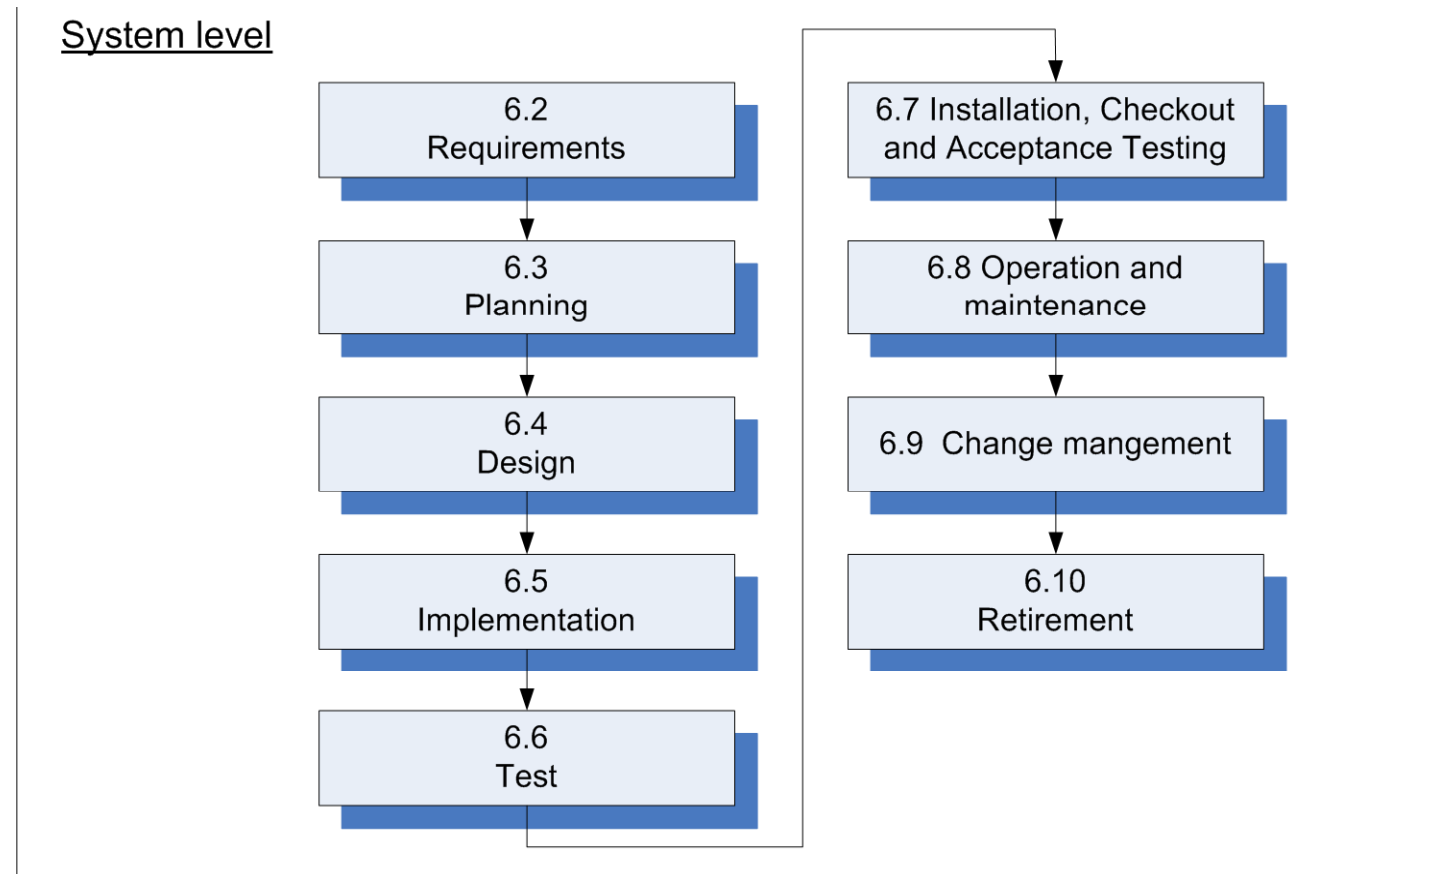 System level
6.2
Requirements
6.3
Planning
6.4
Design
6.5
Implementation
6.6
Test
6.7 Installation, Checkout
and Acceptance Testing
6.8 Operation and
maintenance
6.9  Change mangement
6.10
Retirement